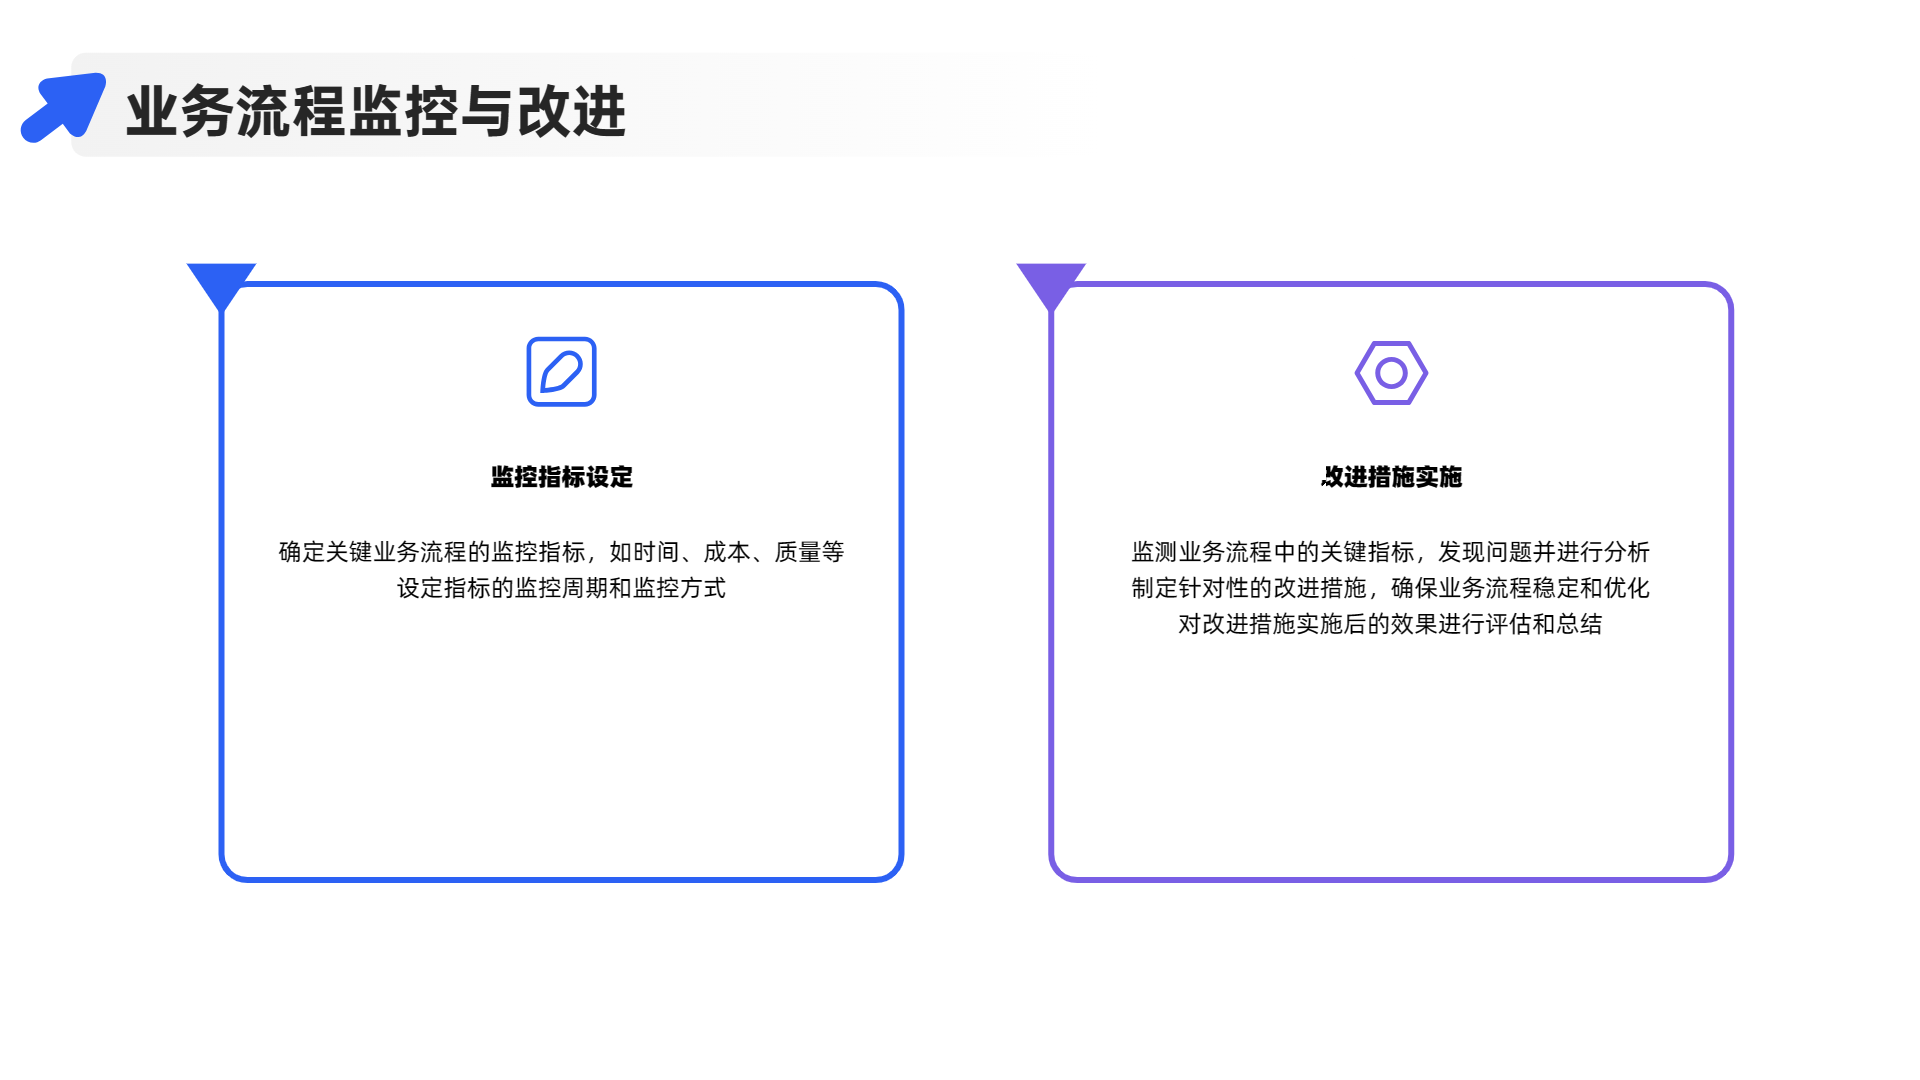 业务流程监控与改进
监控指标设定
确定关键业务流程的监控指标，如时间、成本、质量等
设定指标的监控周期和监控方式
改进措施实施
监测业务流程中的关键指标，发现问题并进行分析
制定针对性的改进措施，确保业务流程稳定和优化
对改进措施实施后的效果进行评估和总结